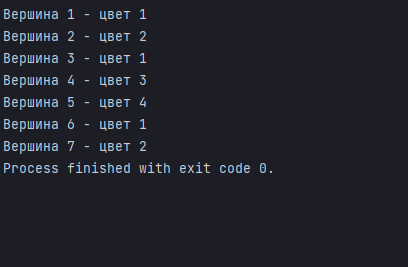 Вершина 1 - цвет 1
Вершина 2 - цвет 2
Вершина 3 - цвет 1
Вершина 4 - цвет 3
Вершина 5 - цвет 4
Вершина 6 - цвет 1
Вершина 7 - цвет 2
Process finished with exit code 0.